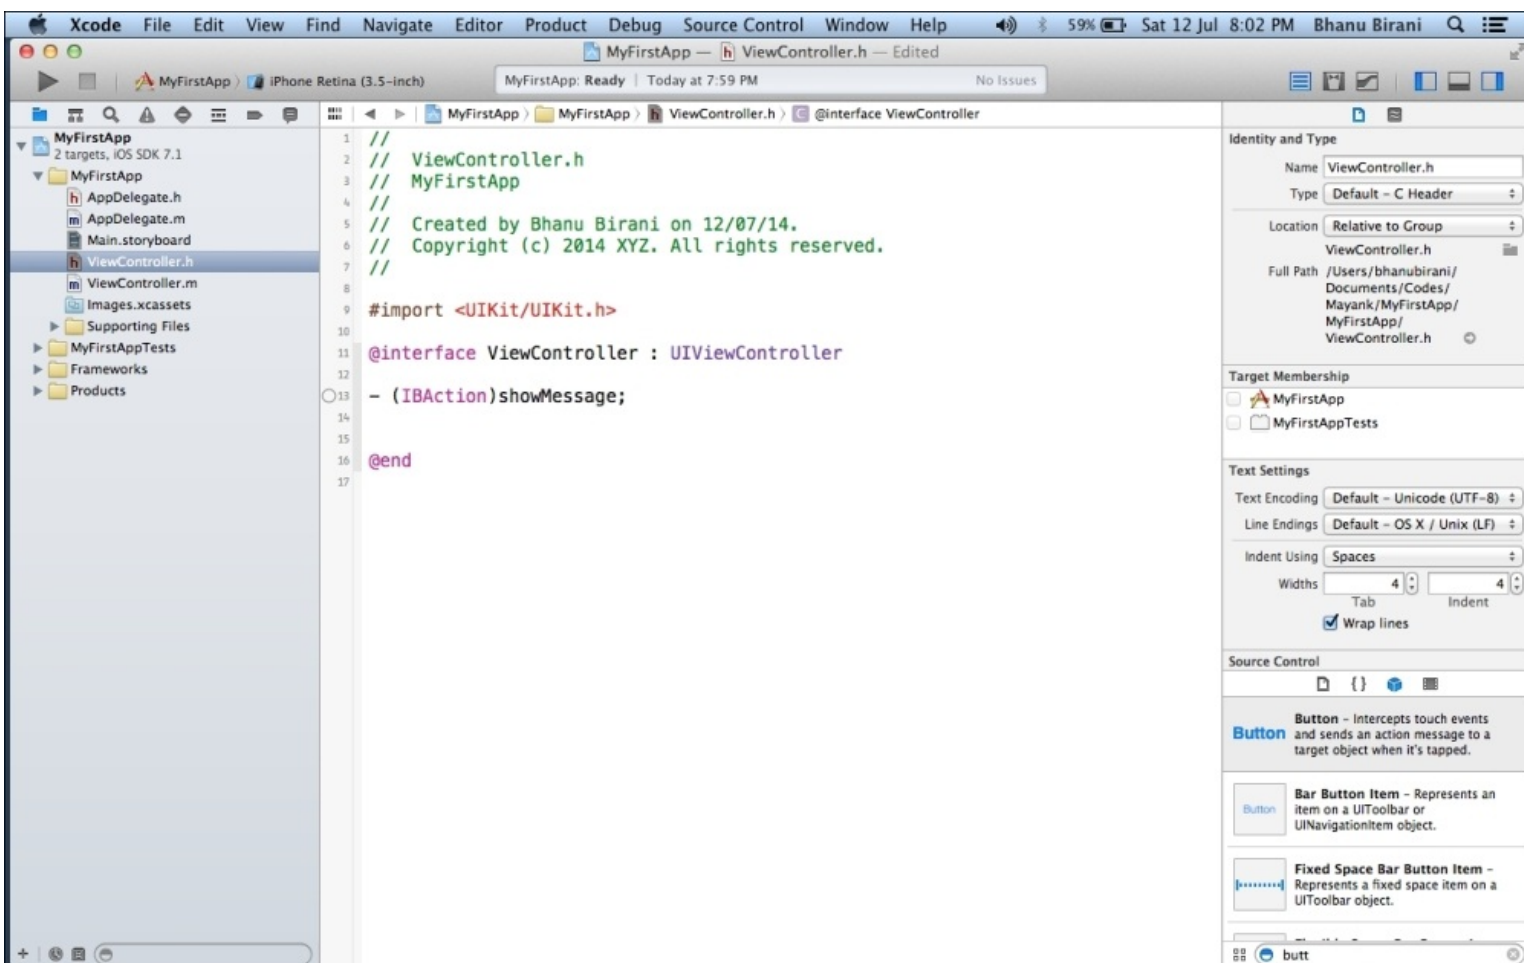 Xcode File Edit View Find Navigate Editor Product Debug Source Control Window Help 59% Sat 12 Jul 8:02 PM Bhanu Birani
MyFirstApp — h ViewController.h — Edited
MyFirstApp 〉 iPhone Retina (3.5-inch)
MyFirstApp: Ready | Today at 7:59 PM No Issues
MyFirstApp 〉 MyFirstApp 〉 h ViewController.h 〉 C @interface ViewController
MyFirstApp
2 targets, iOS SDK 7.1
MyFirstApp
h AppDelegate.h
m AppDelegate.m
Main.storyboard
h ViewController.h
m ViewController.m
Images.xcassets
Supporting Files
MyFirstAppTests
Frameworks
Products
1 //
2 // ViewController.h
3 // MyFirstApp
4 //
5 // Created by Bhanu Birani on 12/07/14.
6 // Copyright (c) 2014 XYZ. All rights reserved.
7 //
8
9 #import <UIKit/UIKit.h>
10
11 @interface ViewController : UIViewController
12
13 - (IBAction)showMessage;
14
15
16 @end
17
Identity and Type
Name ViewController.h
Type Default - C Header
Location Relative to Group
ViewController.h
Full Path /Users/bhanubirani/
Documents/Codes/
Mayank/MyFirstApp/
MyFirstApp/
ViewController.h
Target Membership
MyFirstApp
MyFirstAppTests
Text Settings
Text Encoding Default - Unicode (UTF-8)
Line Endings Default - OS X / Unix (LF)
Indent Using Spaces
Widths 4 4
Tab Indent
Wrap lines
Source Control
{ }
Button Button - Intercepts touch events
and sends an action message to a
target object when it's tapped.
Button Bar Button Item - Represents an
item on a UIToolbar or
UINavigationItem object.
Fixed Space Bar Button Item -
Represents a fixed space item on a
UIToolbar object.
butt